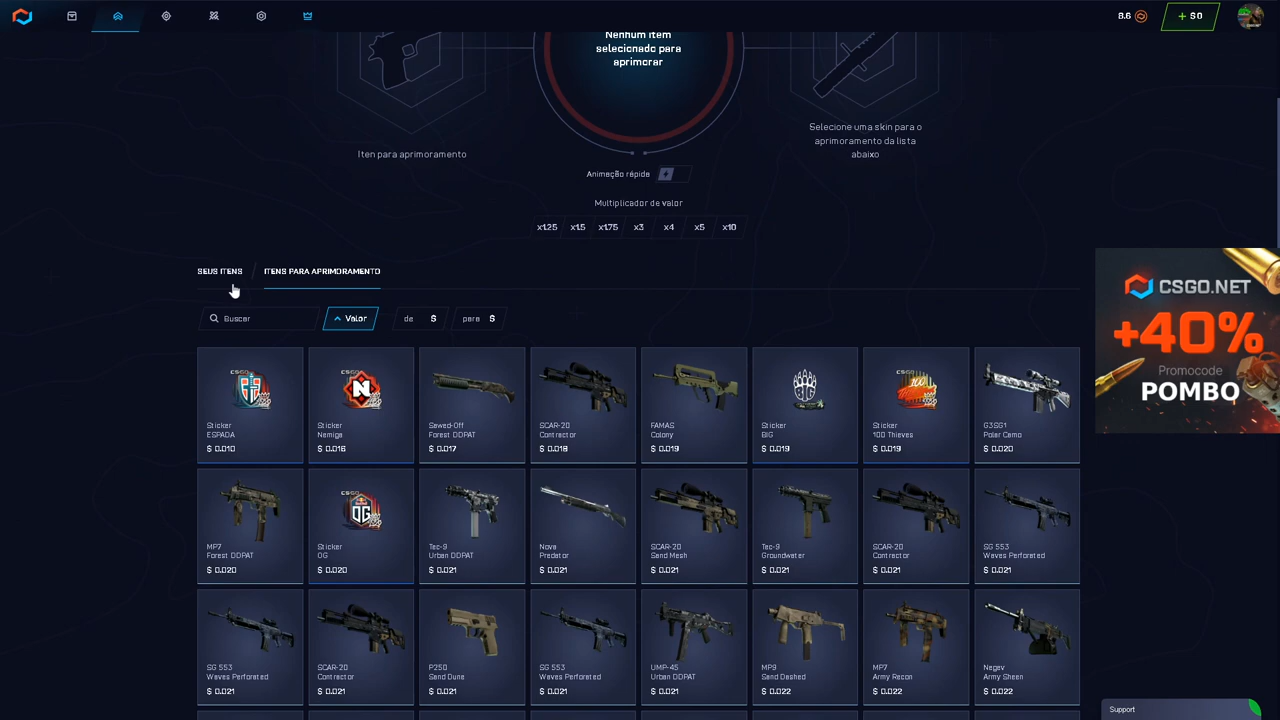 8.6
+ $0
Nenhum item
selecionado para
aprimorar
Iten para aprimoramento
Selecione uma skin para o
aprimoramento da lista
abaixo
Animação rápida
Multiplicador de valor
x1.25 x1.5 x1.75 x3 x4 x5 x10
SEUS ITENS ITENS PARA APRIMORAMENTO
Buscar Valor de $ para $
CSGO.NET
+40%
Promocode
POMBO
Sticker
ESPADA
$ 0.010
Sticker
Nemiga
$ 0.016
Sawed-Off
Forest DDPAT
$ 0.017
SCAR-20
Contractor
$ 0.018
FAMAS
Colony
$ 0.019
Sticker
BIG
$ 0.019
Sticker
100 Thieves
$ 0.019
G3SG1
Polar Camo
$ 0.020
MP7
Forest DDPAT
$ 0.020
Sticker
OG
$ 0.020
Tec-9
Urban DDPAT
$ 0.021
Nova
Predator
$ 0.021
SCAR-20
Sand Mesh
$ 0.021
Tec-9
Groundwater
$ 0.021
SCAR-20
Contractor
$ 0.021
SG 553
Waves Perforated
$ 0.021
SG 553
Waves Perforated
$ 0.021
SCAR-20
Contractor
$ 0.021
P250
Sand Dune
$ 0.021
SG 553
Waves Perforated
$ 0.021
UMP-45
Urban DDPAT
$ 0.021
MP9
Sand Dashed
$ 0.022
MP7
Army Recon
$ 0.022
Negev
Army Sheen
$ 0.022
Support